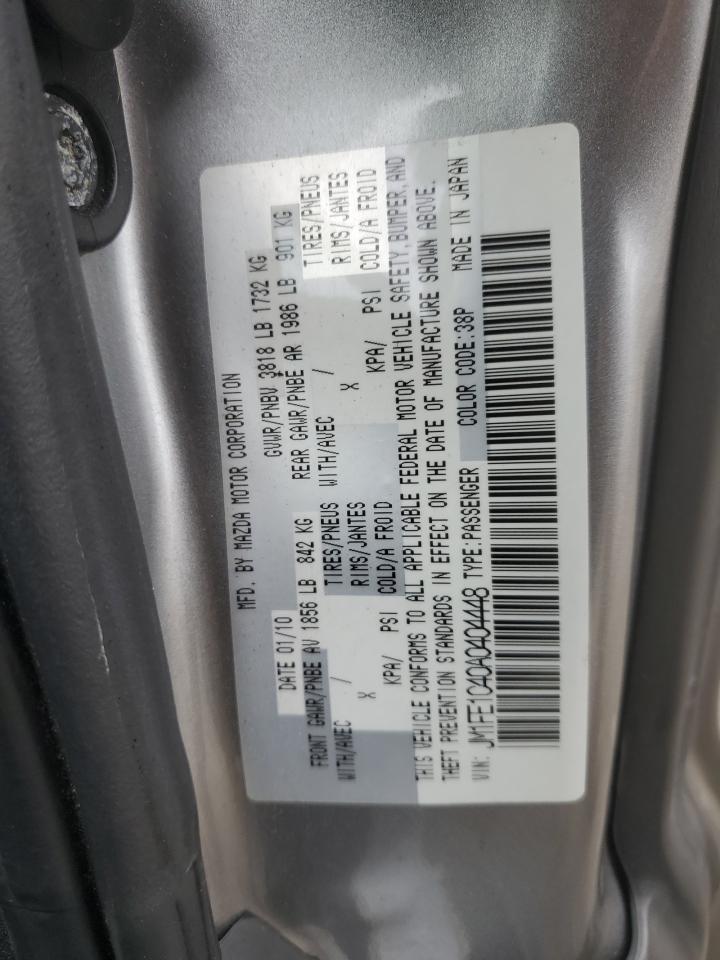 MFD. BY MAZDA MOTOR CORPORATION
DATE 01/10 GVWR/PNBV 3818 LB 1732 KG
FRONT GAWR/PNBE AV 1856 LB 842 KG REAR GAWR/PNBE AR 1986 LB 901 KG
WITH/AVEC / TIRES/PNEUS WITH/AVEC / TIRES/PNEUS
X RIMS/JANTES X RIMS/JANTES
KPA/ PSI COLD/A FROID KPA/ PSI COLD/A FROID
THIS VEHICLE CONFORMS TO ALL APPLICABLE FEDERAL MOTOR VEHICLE SAFETY, BUMPER, AND
THEFT PREVENTION STANDARDS IN EFFECT ON THE DATE OF MANUFACTURE SHOWN ABOVE.
VIN: JM1FE1C40A0404448 TYPE:PASSENGER COLOR CODE:38P MADE IN JAPAN